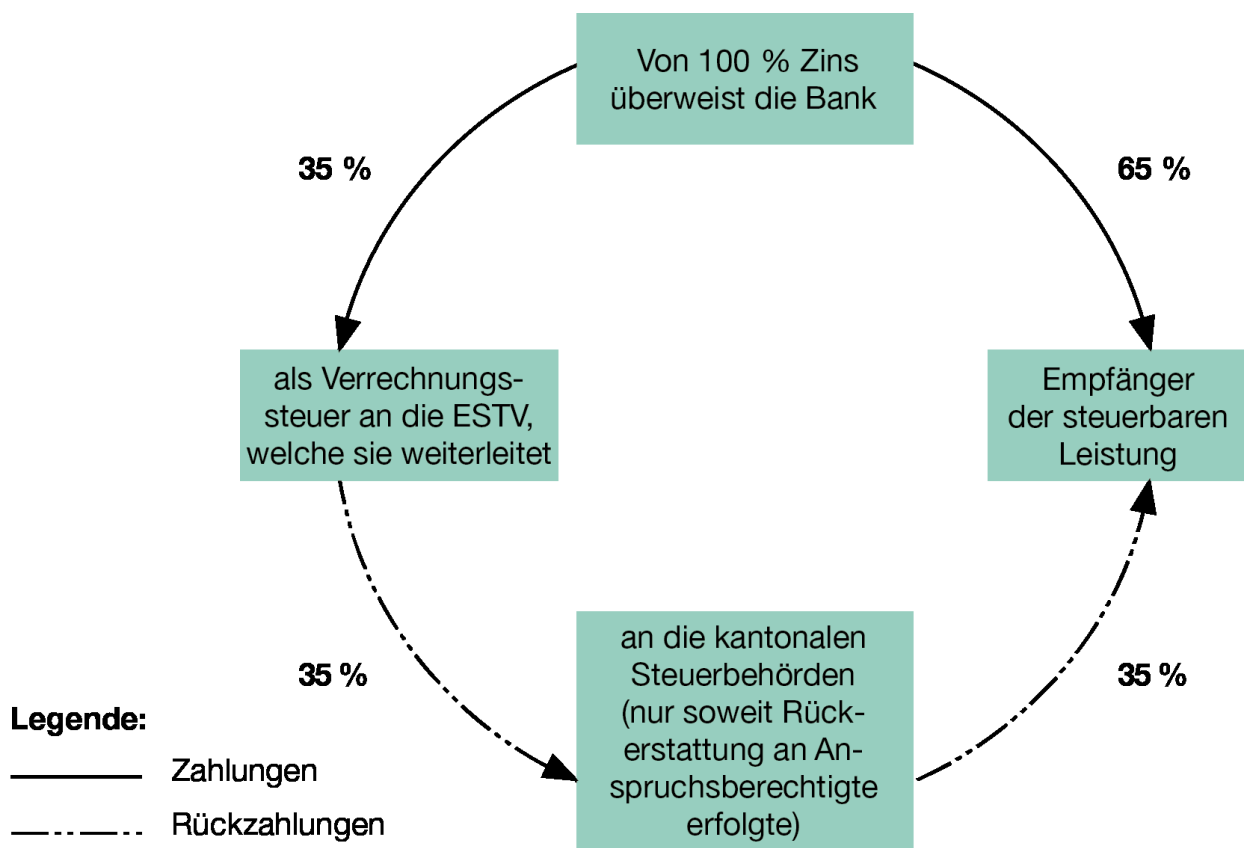 Von 100 % Zins
überweist die Bank
35 %
65 %
als Verrechnungs-
steuer an die ESTV,
welche sie weiterleitet
Empfänger
der steuerbaren
Leistung
35 %
an die kantonalen
Steuerbehörden
(nur soweit Rück-
erstattung an An-
spruchsberechtigte
erfolgte)
35 %
Legende:
Zahlungen
Rückzahlungen